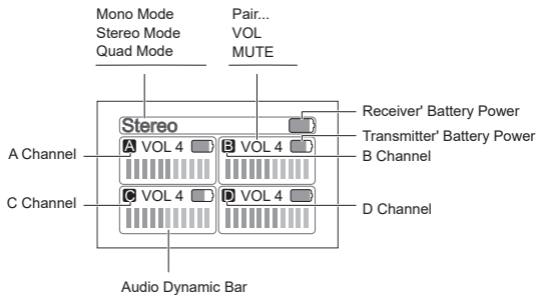 Mono Mode
Stereo Mode
Quad Mode
Pair...
VOL
MUTE
Stereo
Receiver' Battery Power
Transmitter' Battery Power
A Channel
A VOL 4
B VOL 4
B Channel
C Channel
C VOL 4
D VOL 4
D Channel
Audio Dynamic Bar